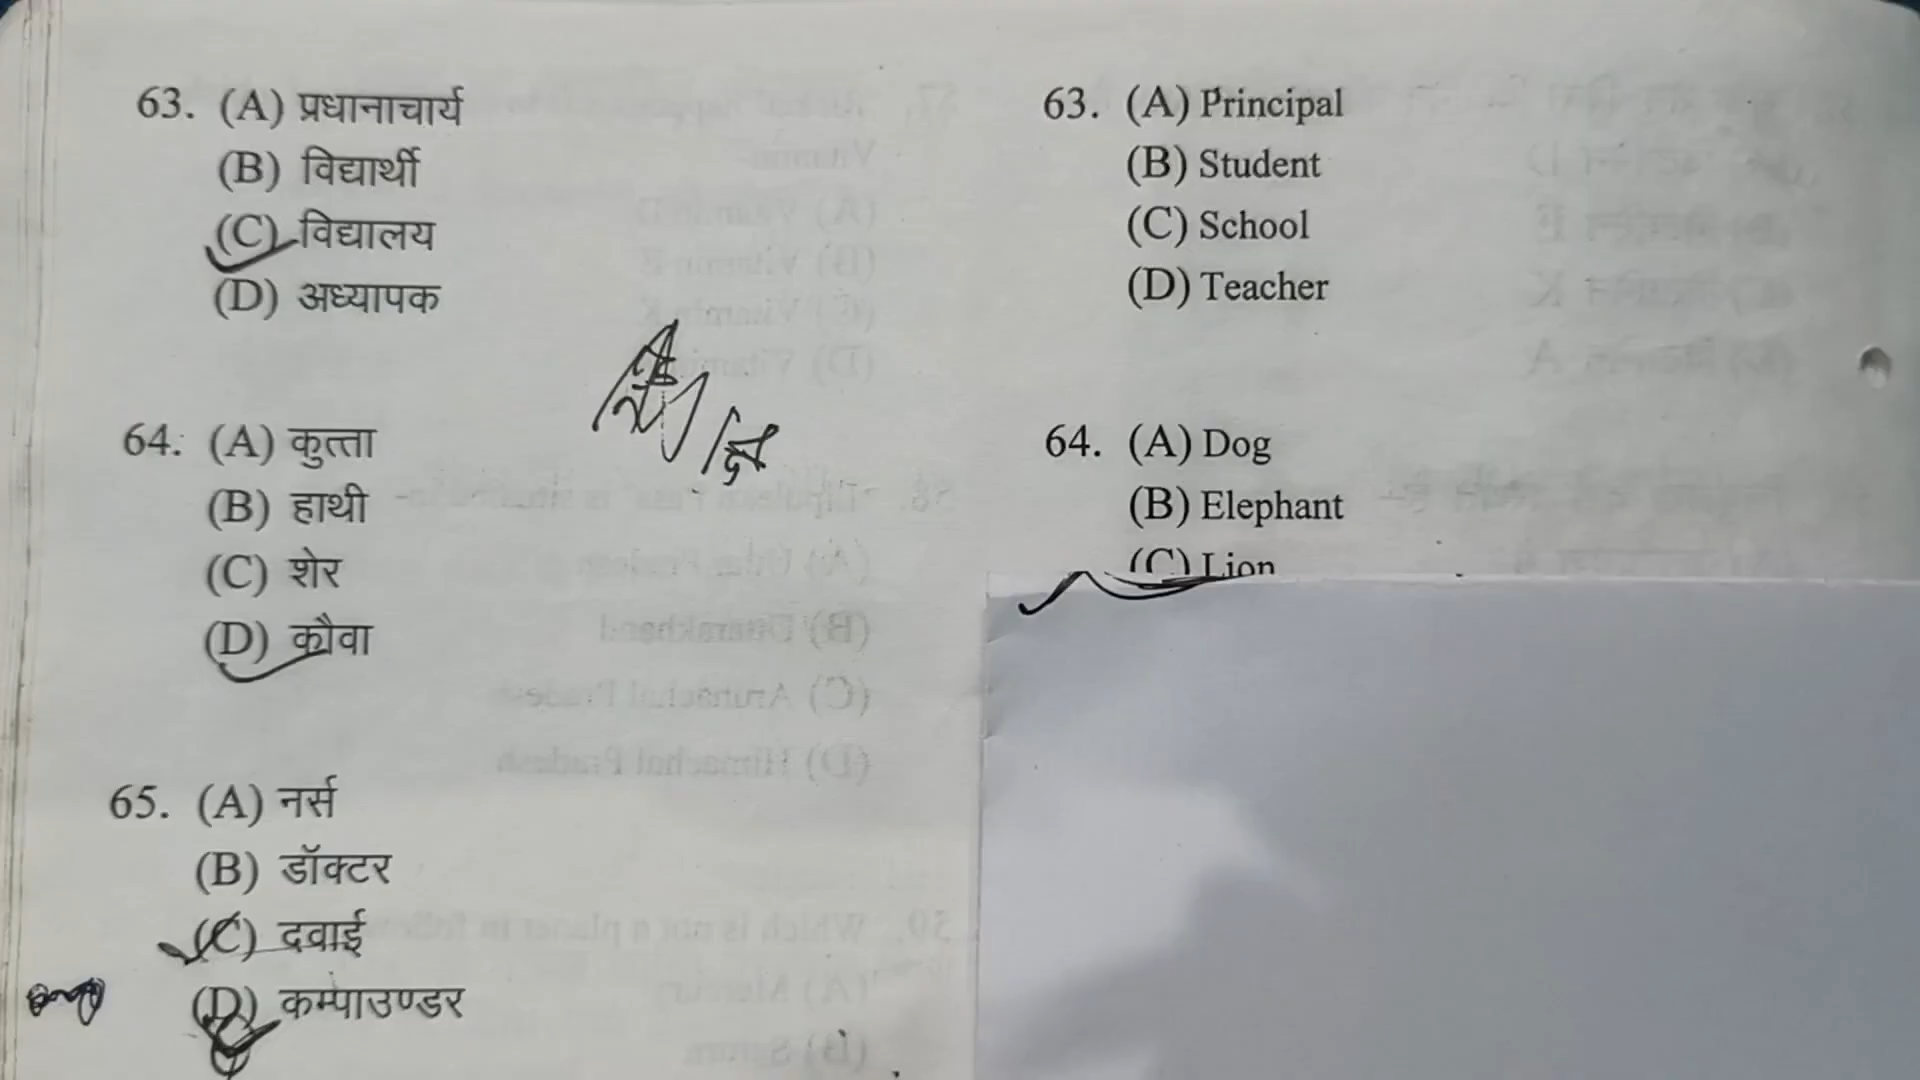 63. (A) प्रधानाचार्य
(B) विद्यार्थी
(C) विद्यालय
(D) अध्यापक
64. (A) कुत्ता
(B) हाथी
(C) शेर
(D) कौवा
65. (A) नर्स
(B) डॉक्टर
(C) दवाई
(D) कम्पाउण्डर
63. (A) Principal
(B) Student
(C) School
(D) Teacher
64. (A) Dog
(B) Elephant
(C) Lion